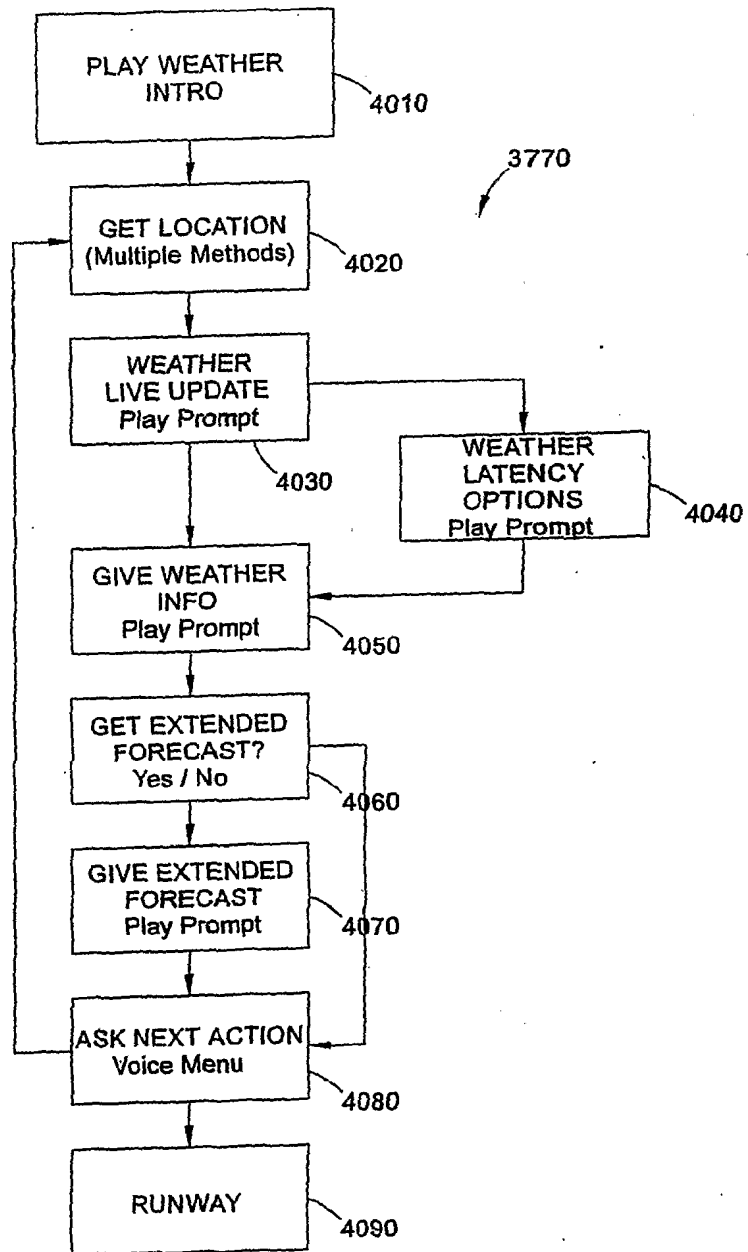 PLAY WEATHER
INTRO
4010
3770
GET LOCATION
(Multiple Methods)
4020
WEATHER
LIVE UPDATE
Play Prompt
4030
WEATHER
LATENCY
OPTIONS
Play Prompt
4040
GIVE WEATHER
INFO
Play Prompt
4050
GET EXTENDED
FORECAST?
Yes / No
4060
GIVE EXTENDED
FORECAST
Play Prompt
4070
ASK NEXT ACTION
Voice Menu
4080
RUNWAY
4090